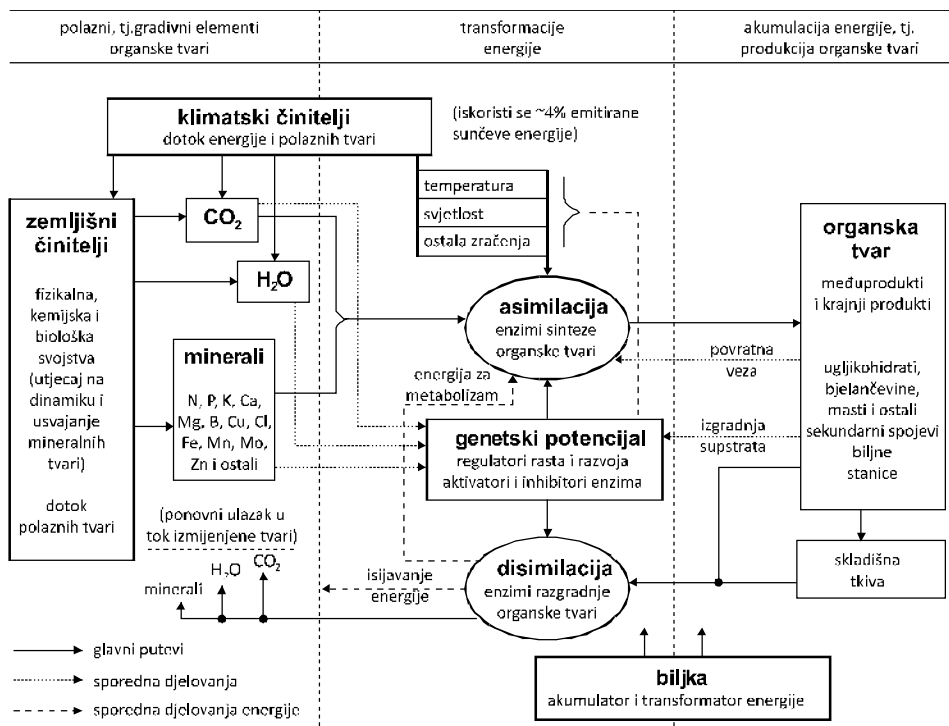 polazni, tj.gradivni elementi
organske tvari
transformacije
energije
akumulacija energije, tj.
produkcija organske tvari
klimatski činitelji
dotok energije i polaznih tvari
(iskoristi se ~4% emitirane
sunčeve energije)
temperatura
svjetlost
ostala zračenja
zemljišni
činitelji
fizikalna,
kemijska i
biološka
svojstva
(utjecaj na
dinamiku i
usvajanje
mineralnih
tvari)
dotok
polaznih tvari
CO2
H2O
minerali
N, P, K, Ca,
Mg, B, Cu, Cl,
Fe, Mn, Mo,
Zn i ostali
asimilacija
enzimi sinteze
organske tvari
energija za
metabolizam
povratna
veza
izgradnja
supstrata
organska
tvar
međuprodukti
i krajnji produkti
ugljikohidrati,
bjelančevine,
masti i ostali
sekundarni spojevi
biljne
stanice
genetski potencijal
regulatori rasta i razvoja
aktivatori i inhibitori enzima
(ponovni ulazak u
tok izmijenjene tvari)
minerali
H2O
CO2
isijavanje
energije
disimilacija
enzimi razgradnje
organske tvari
skladišna
tkiva
glavni putevi
sporedna djelovanja
sporedna djelovanja energije
biljka
akumulator i transformator energije